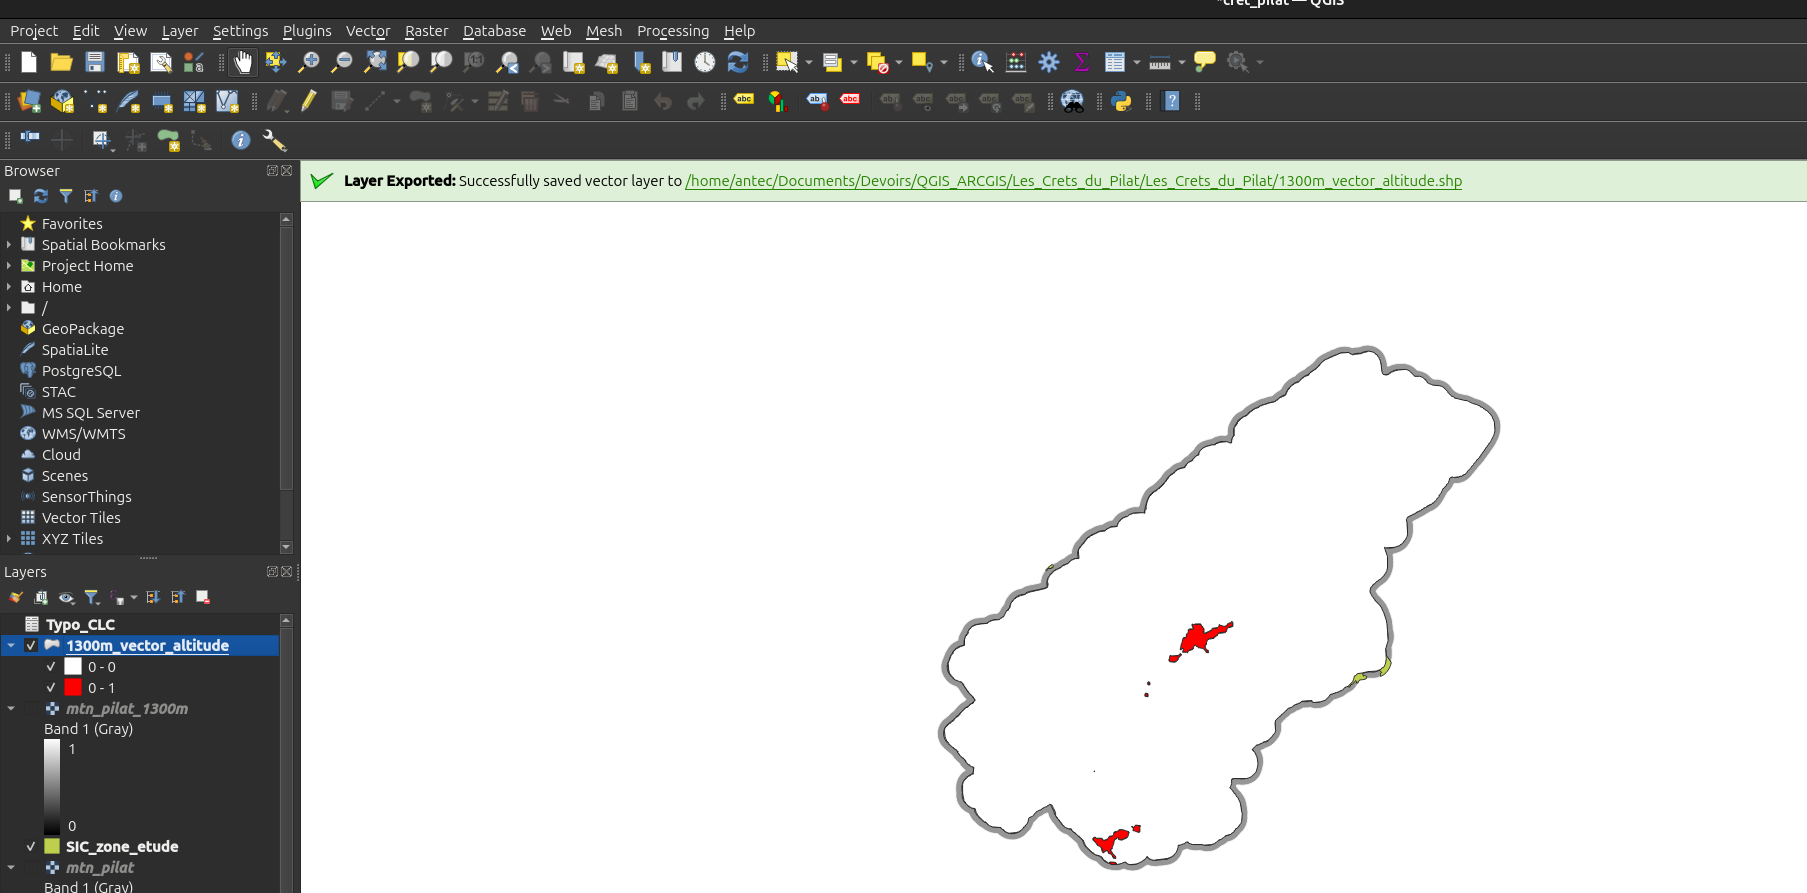 *cret_pilat — QGIS
Project Edit View Layer Settings Plugins Vector Raster Database Web Mesh Processing Help
abc abc abc
Browser
Layer Exported: Successfully saved vector layer to /home/antec/Documents/Devoirs/QGIS_ARCGIS/Les_Crets_du_Pilat/Les_Crets_du_Pilat/1300m_vector_altitude.shp
Favorites
Spatial Bookmarks
Project Home
Home
/
GeoPackage
SpatiaLite
PostgreSQL
STAC
MS SQL Server
WMS/WMTS
Cloud
Scenes
SensorThings
Vector Tiles
XYZ Tiles
Layers
Typo_CLC
1300m_vector_altitude
0 - 0
0 - 1
mtn_pilat_1300m
Band 1 (Gray)
1
0
SIC_zone_etude
mtn_pilat
Band 1 (Gray)